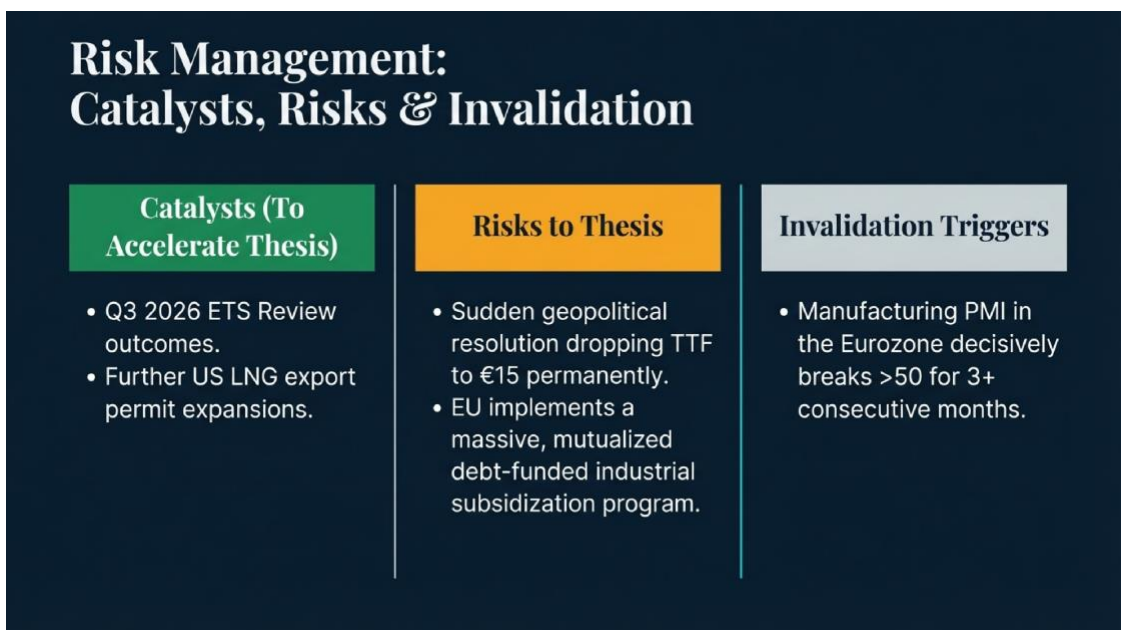 Risk Management:
Catalysts, Risks & Invalidation
Catalysts (To
Accelerate Thesis)
• Q3 2026 ETS Review
outcomes.
• Further US LNG export
permit expansions.
Risks to Thesis
• Sudden geopolitical
resolution dropping TTF
to €15 permanently.
• EU implements a
massive, mutualized
debt-funded industrial
subsidization program.
Invalidation Triggers
• Manufacturing PMI in
the Eurozone decisively
breaks >50 for 3+
consecutive months.